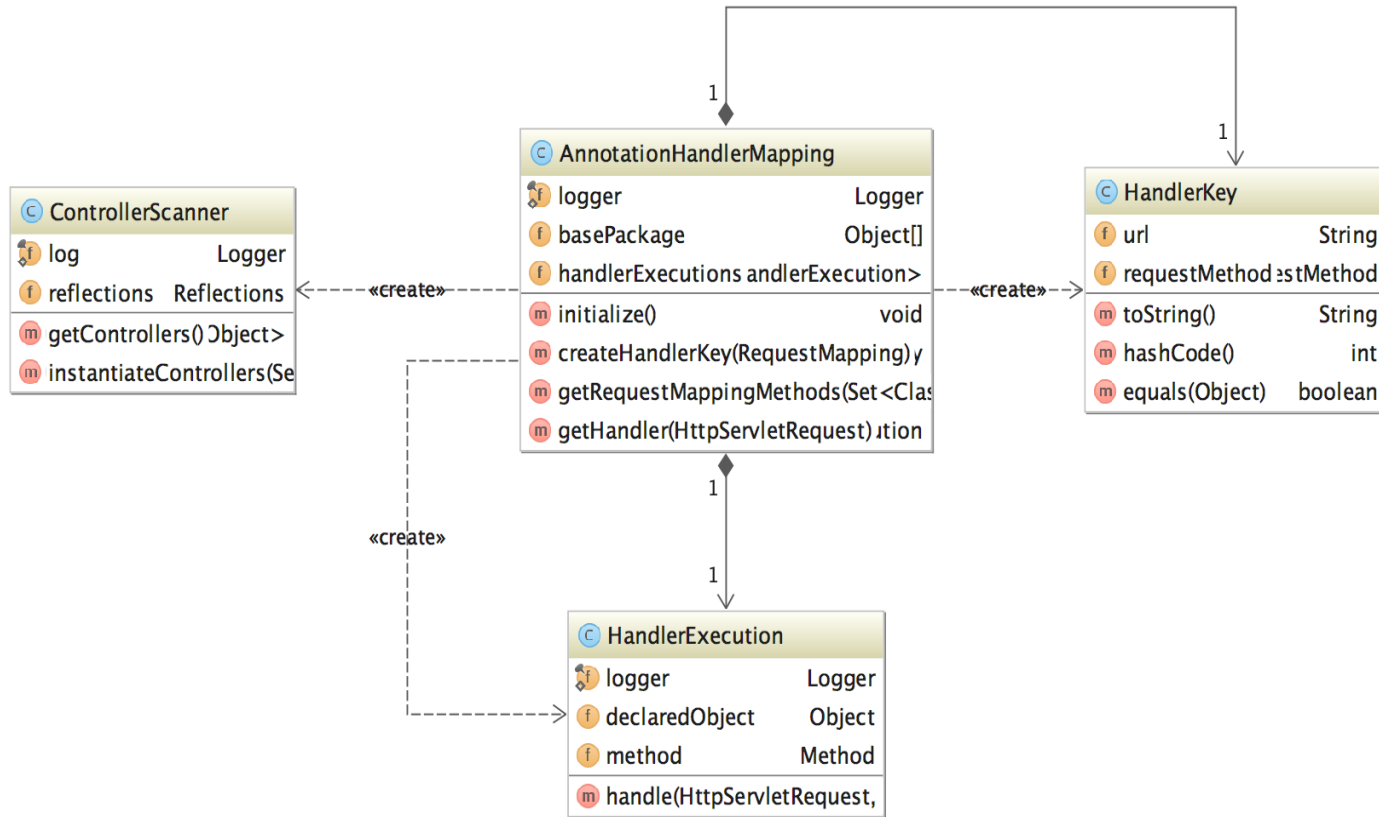 1
1
C AnnotationHandlerMapping
f logger Logger
f basePackage Object[]
f handlerExecutions andlerExecution>
m initialize() void
m createHandlerKey(RequestMapping) y
m getRequestMappingMethods(Set<Clas
m getHandler(HttpServletRequest) ution
C HandlerKey
f url String
f requestMethod estMethod
m toString() String
m hashCode() int
m equals(Object) boolean
C ControllerScanner
f log Logger
f reflections Reflections
m getControllers() Object>
m instantiateControllers(Se
«create»
«create»
«create»
1
1
C HandlerExecution
f logger Logger
f declaredObject Object
f method Method
m handle(HttpServletRequest,